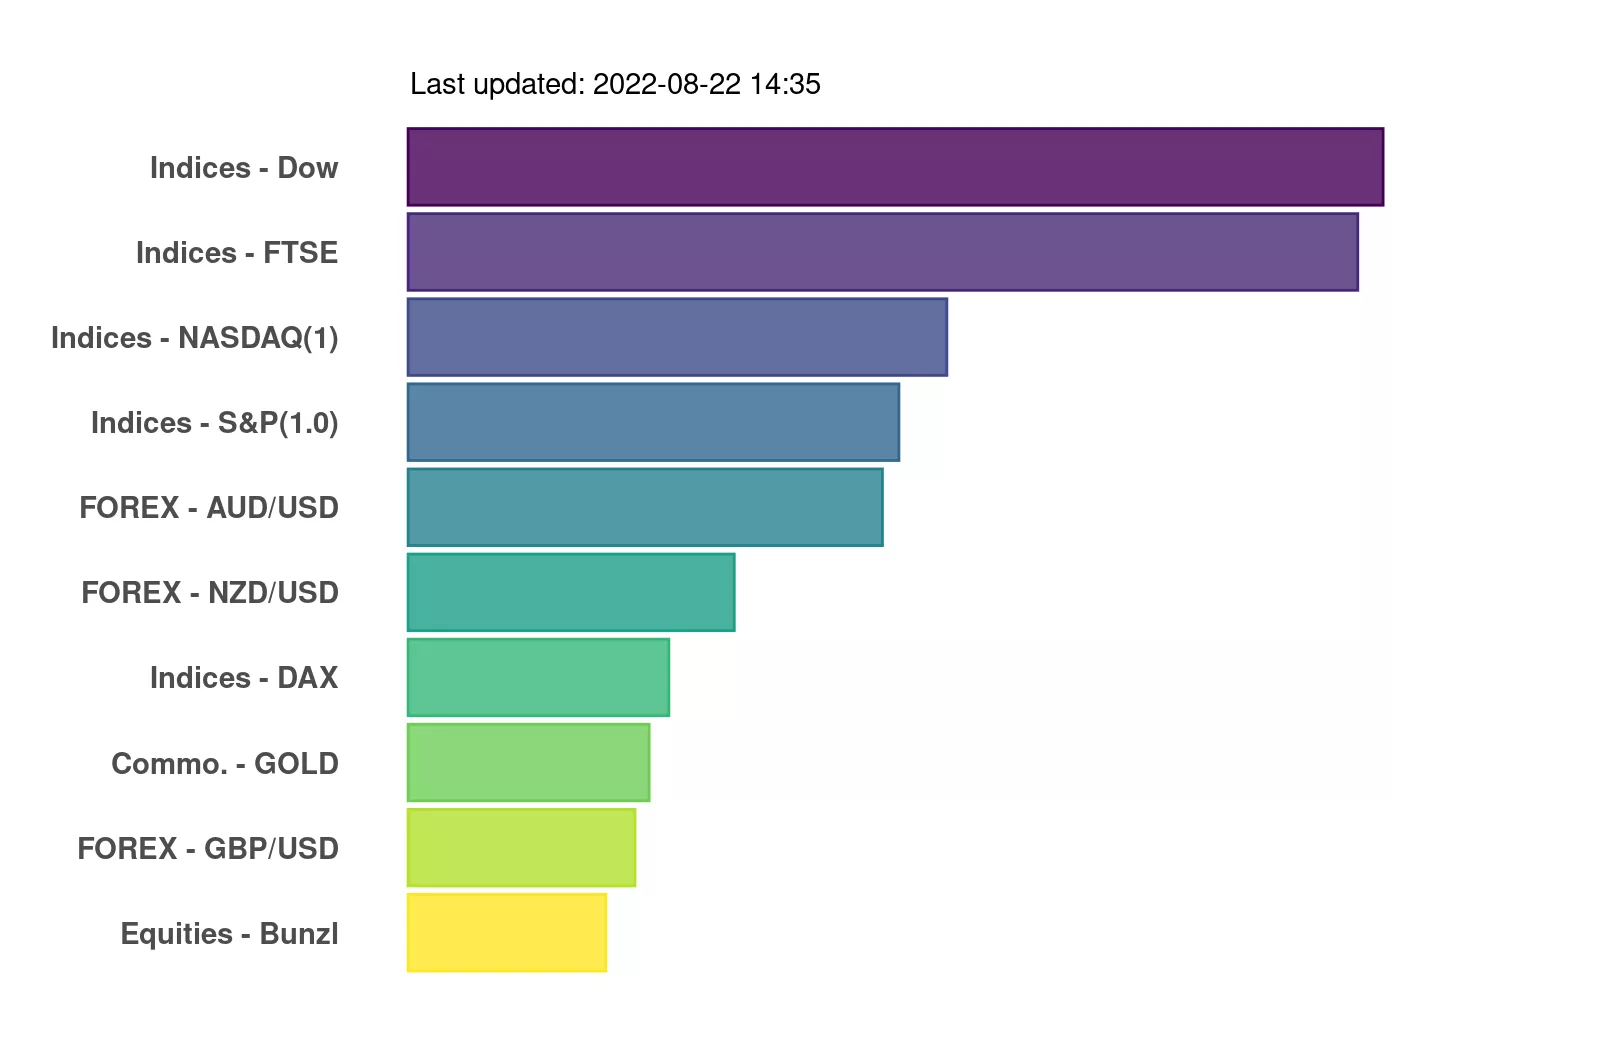 Last updated: 2022-08-22 14:35
Indices - Dow
Indices - FTSE
Indices - NASDAQ(1)
Indices - S&P(1.0)
FOREX - AUD/USD
FOREX - NZD/USD
Indices - DAX
Commo. - GOLD
FOREX - GBP/USD
Equities - Bunzl